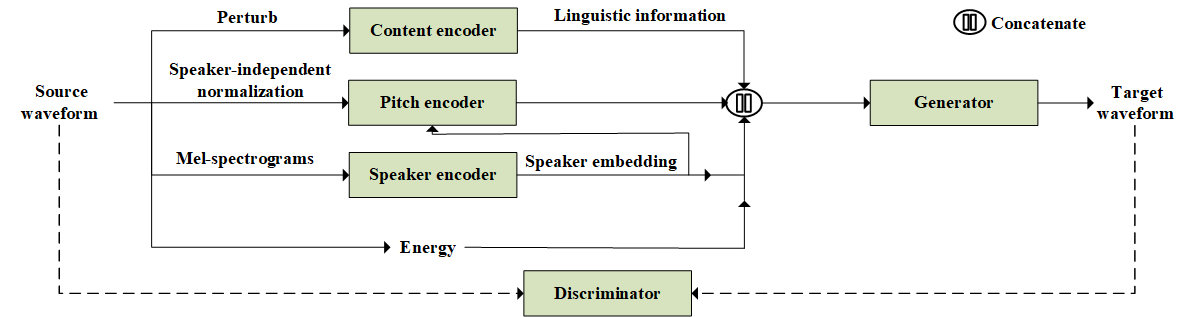 Perturb
Content encoder
Linguistic information
Concatenate
Source
waveform
Speaker-independent
normalization
Pitch encoder
Generator
Target
waveform
Mel-spectrograms
Speaker encoder
Speaker embedding
Energy
Discriminator